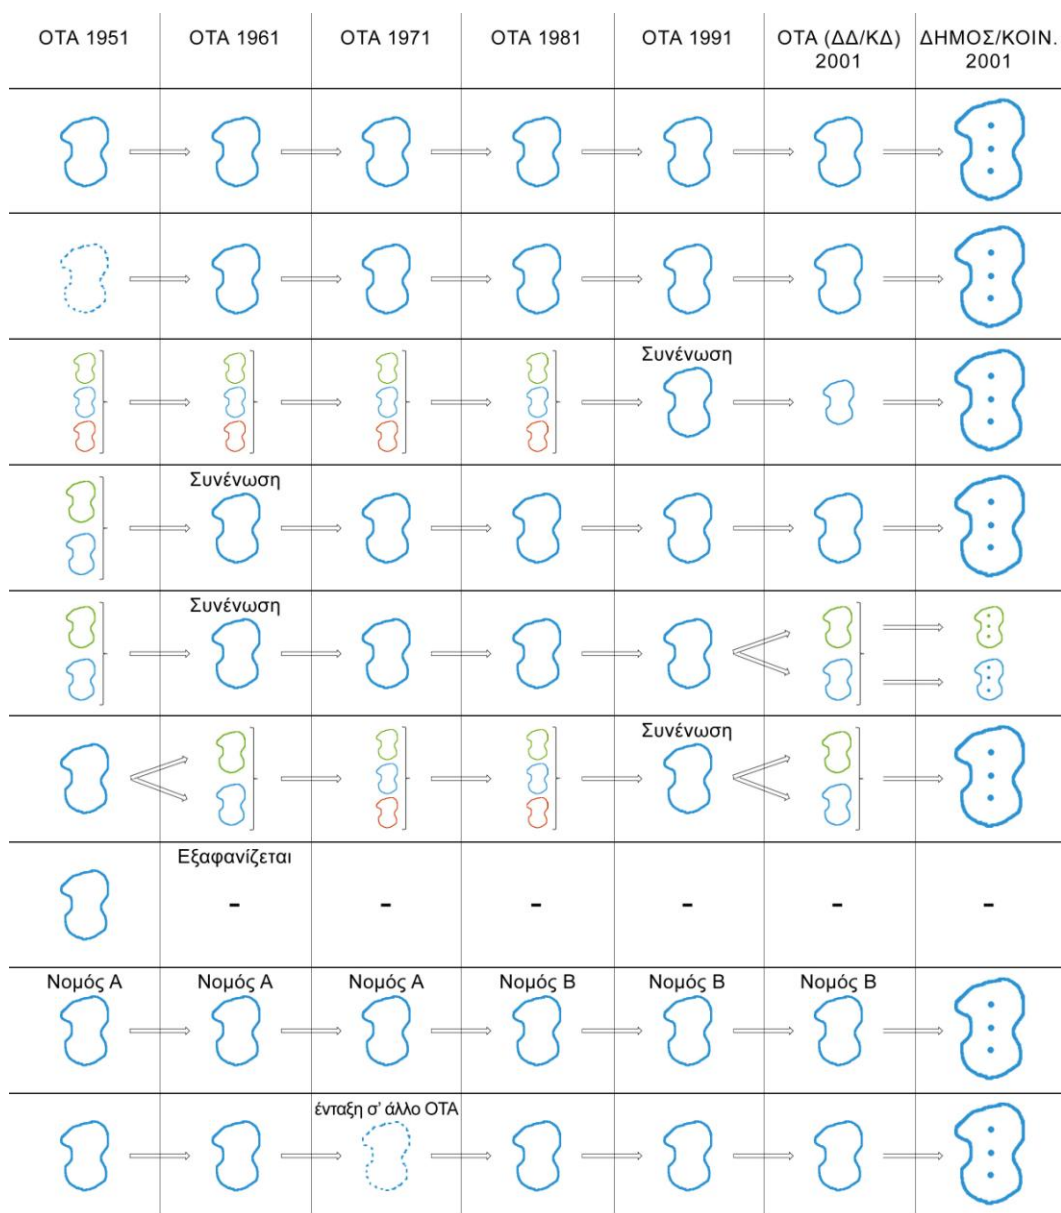 ΟΤΑ 1951 ΟΤΑ 1961 ΟΤΑ 1971 ΟΤΑ 1981 ΟΤΑ 1991 ΟΤΑ (ΔΔ/ΚΔ) ΔΗΜΟΣ/ΚΟΙΝ.
2001 2001
Συνένωση
Συνένωση
Συνένωση
Συνένωση
Εξαφανίζεται
- - - - - -
Νομός Α Νομός Α Νομός Α Νομός Β Νομός Β Νομός Β
ένταξη σ' άλλο ΟΤΑ